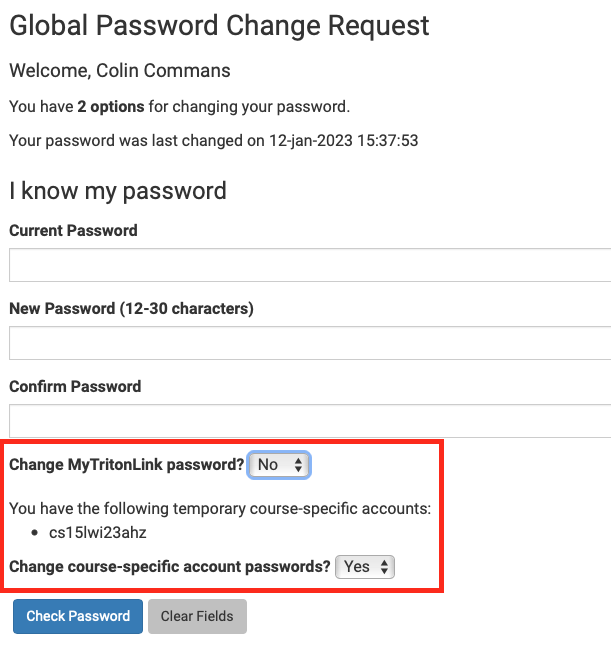 Global Password Change Request
Welcome, Colin Commans
You have 2 options for changing your password.
Your password was last changed on 12-jan-2023 15:37:53
I know my password
Current Password
New Password (12-30 characters)
Confirm Password
Change MyTritonLink password? No
You have the following temporary course-specific accounts:
• cs15lwi23ahz
Change course-specific account passwords? Yes
Check Password Clear Fields